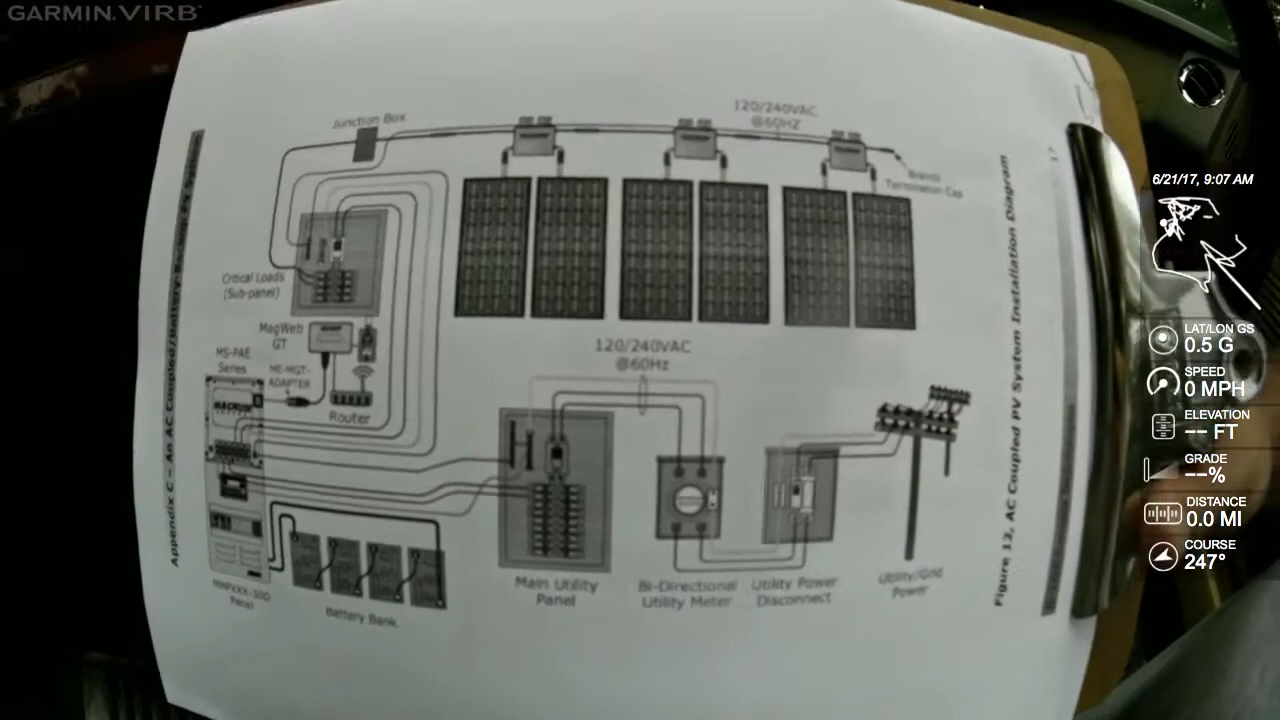 GARMIN VIRB
Appendix C – An AC Coupled/Battery-Backup PV System
Junction Box
120/240VAC
@60HZ
Branch
Termination Cap
Critical Loads
(Sub-panel)
MagWeb
GT
MS-PAE
Series
ME-MGT-
ADAPTER
MAGNUM
Router
120/240VAC
@60Hz
Battery Bank
Panel
Main Utility
Panel
Bi-Directional
Utility Meter
Utility Power
Disconnect
Utility/Grid
Power
Figure 12, AC Coupled PV System Installation Diagram
17
6/21/17, 9:07 AM
LAT/LON GS
0.5 G
SPEED
0 MPH
ELEVATION
-- FT
GRADE
--%
DISTANCE
0.0 MI
COURSE
247°